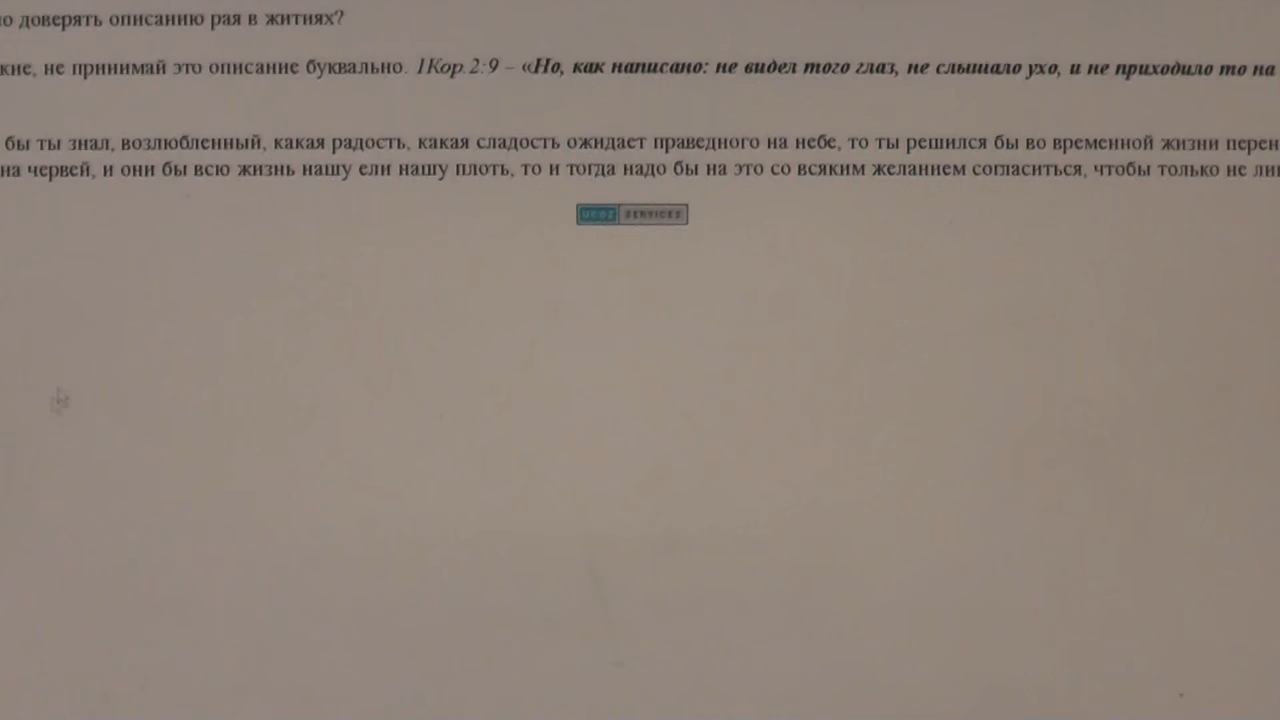 но доверять описанию рая в житиях?
кие, не принимай это описание буквально. 1Кор.2:9 – «Но, как написано: не видел того глаз, не слышало ухо, и не приходило то на
бы ты знал, возлюбленный, какая радость, какая сладость ожидает праведного на небе, то ты решился бы во временной жизни перен
на червей, и они бы всю жизнь нашу ели нашу плоть, то и тогда надо бы на это со всяким желанием согласиться, чтобы только не ли
UCOZ SERVICES